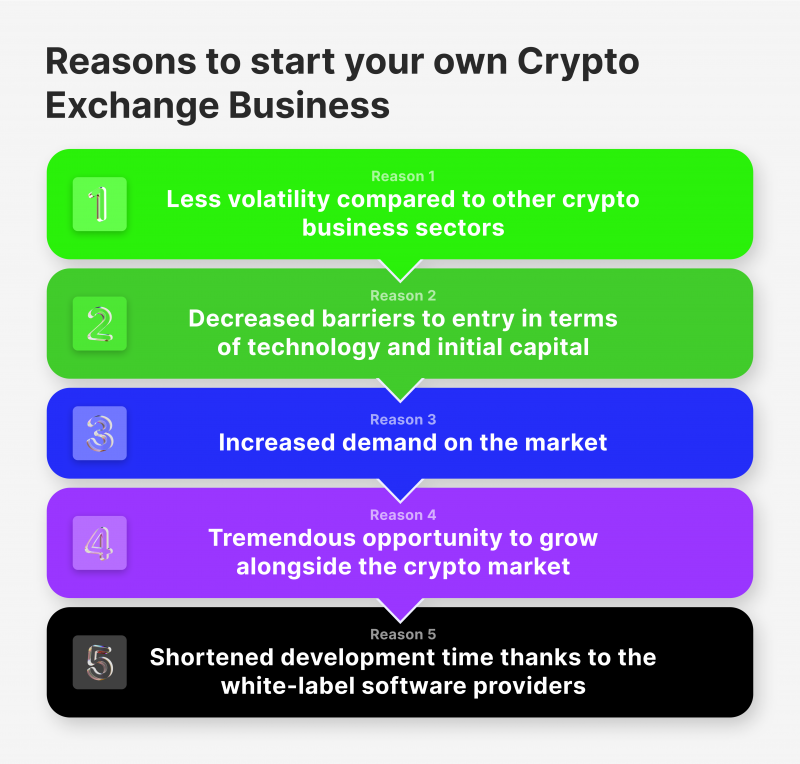 Reasons to start your own Crypto
Exchange Business
1
Reason 1
Less volatility compared to other crypto
business sectors
2
Reason 2
Decreased barriers to entry in terms
of technology and initial capital
3
Reason 3
Increased demand on the market
4
Reason 4
Tremendous opportunity to grow
alongside the crypto market
5
Reason 5
Shortened development time thanks to the
white-label software providers